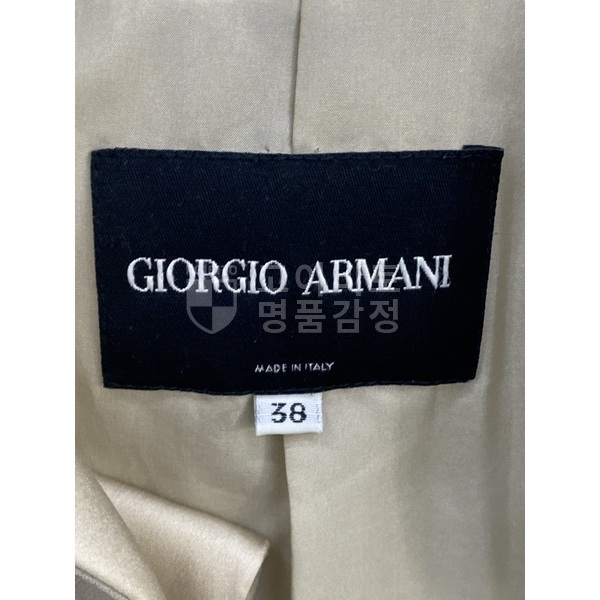 GIORGIO ARMANI
명품감정
MADE IN ITALY
38